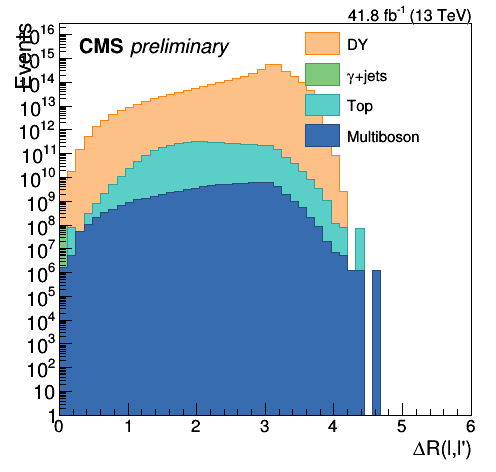 41.8 fb⁻¹ (13 TeV)
Events
CMS preliminary
DY
γ+jets
Top
Multiboson
10¹⁶
10¹⁵
10¹⁴
10¹³
10¹²
10¹¹
10¹⁰
10⁹
10⁸
10⁷
10⁶
10⁵
10⁴
10³
10²
10
1
0 1 2 3 4 5 6
ΔR(l,l')